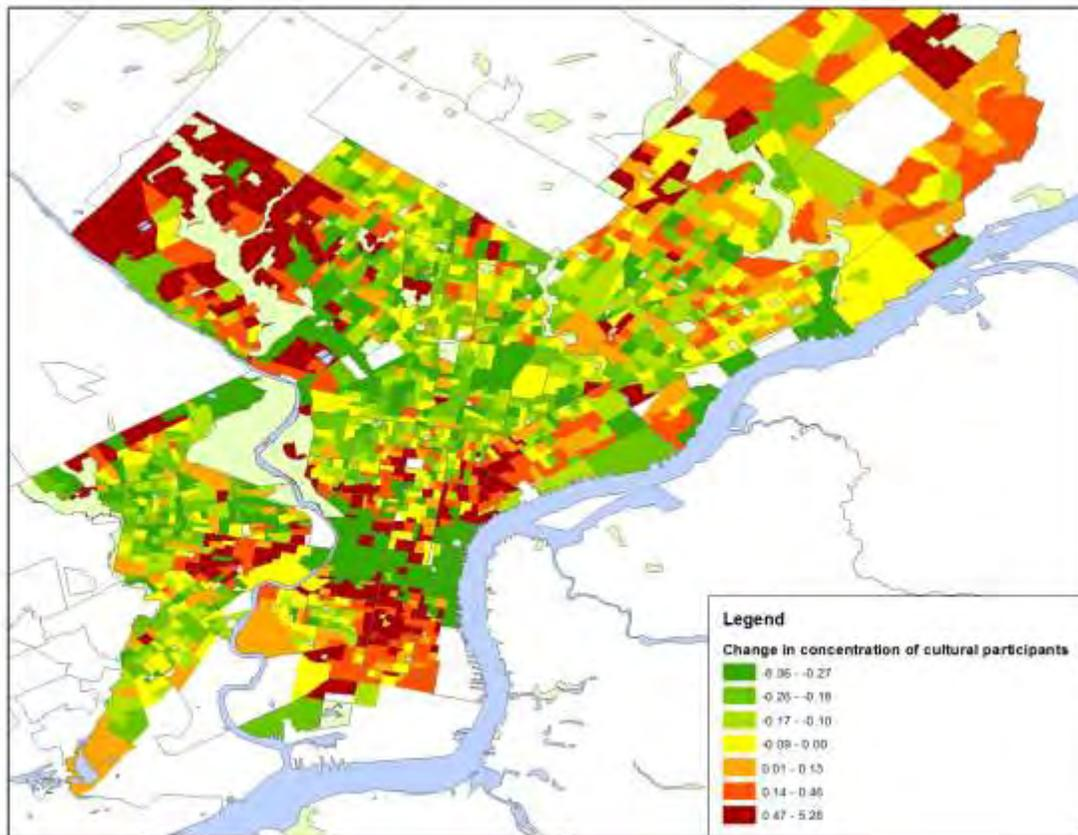 Legend
Change in concentration of cultural participants
-6.36 - -0.27
-0.26 - -0.18
-0.17 - -0.10
-0.09 - 0.00
0.01 - 0.13
0.14 - 0.46
0.47 - 5.28